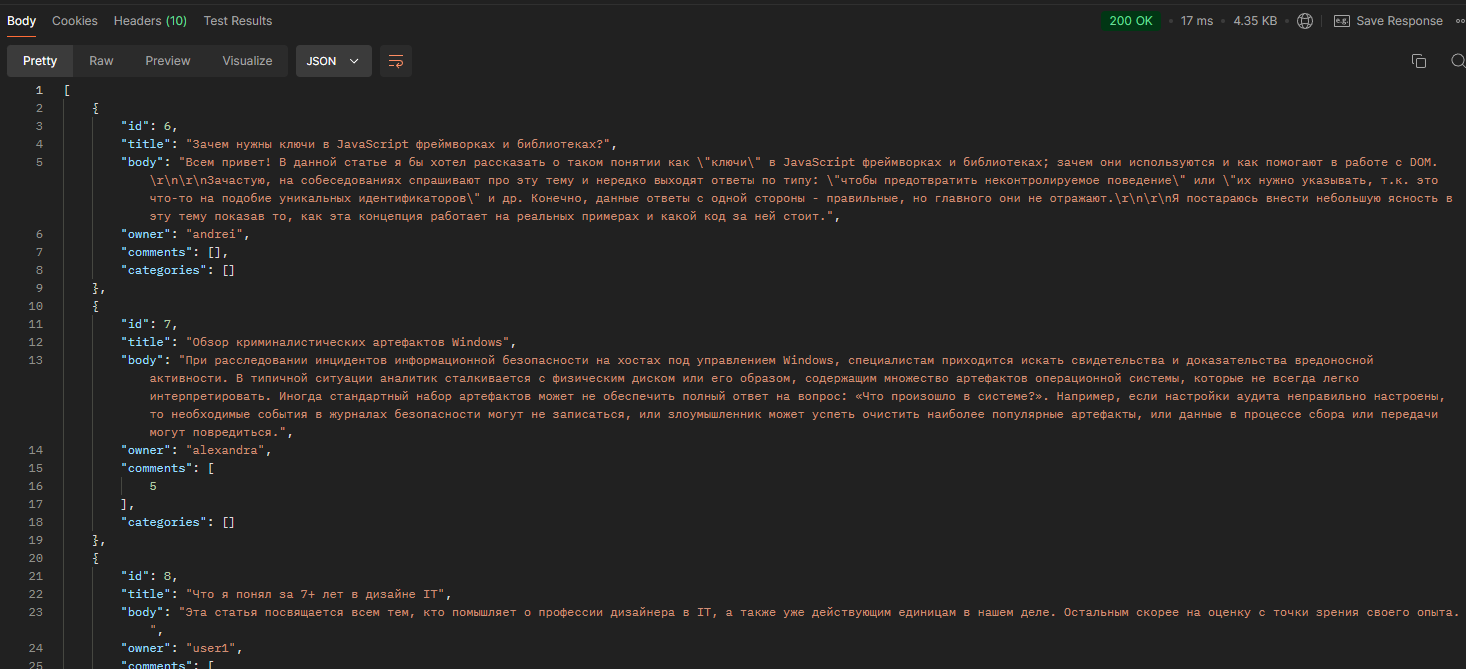 Body Cookies Headers (10) Test Results 200 OK • 17 ms • 4.35 KB • Save Response
Pretty Raw Preview Visualize JSON
1 [
2 {
3 "id": 6,
4 "title": "Зачем нужны ключи в JavaScript фреймворках и библиотеках?",
5 "body": "Всем привет! В данной статье я бы хотел рассказать о таком понятии как \"ключи\" в JavaScript фреймворках и библиотеках; зачем они используются и как помогают в работе с DOM.
\r\n\r\nЗачастую, на собеседованиях спрашивают про эту тему и нередко выходят ответы по типу: \"чтобы предотвратить неконтролируемое поведение\" или \"их нужно указывать, т.к. это
что-то на подобие уникальных идентификаторов\" и др. Конечно, данные ответы с одной стороны - правильные, но главного они не отражают.\r\n\r\nЯ постараюсь внести небольшую ясность в
эту тему показав то, как эта концепция работает на реальных примерах и какой код за ней стоит.",
6 "owner": "andrei",
7 "comments": [],
8 "categories": []
9 },
10 {
11 "id": 7,
12 "title": "Обзор криминалистических артефактов Windows",
13 "body": "При расследовании инцидентов информационной безопасности на хостах под управлением Windows, специалистам приходится искать свидетельства и доказательства вредоносной
активности. В типичной ситуации аналитик сталкивается с физическим диском или его образом, содержащим множество артефактов операционной системы, которые не всегда легко
интерпретировать. Иногда стандартный набор артефактов может не обеспечить полный ответ на вопрос: «Что произошло в системе?». Например, если настройки аудита неправильно настроены,
то необходимые события в журналах безопасности могут не записаться, или злоумышленник может успеть очистить наиболее популярные артефакты, или данные в процессе сбора или передачи
могут повредиться.",
14 "owner": "alexandra",
15 "comments": [
16 5
17 ],
18 "categories": []
19 },
20 {
21 "id": 8,
22 "title": "Что я понял за 7+ лет в дизайне IT",
23 "body": "Эта статья посвящается всем тем, кто помышляет о профессии дизайнера в IT, а также уже действующим единицам в нашем деле. Остальным скорее на оценку с точки зрения своего опыта.
",
24 "owner": "user1",
25 "comments": [